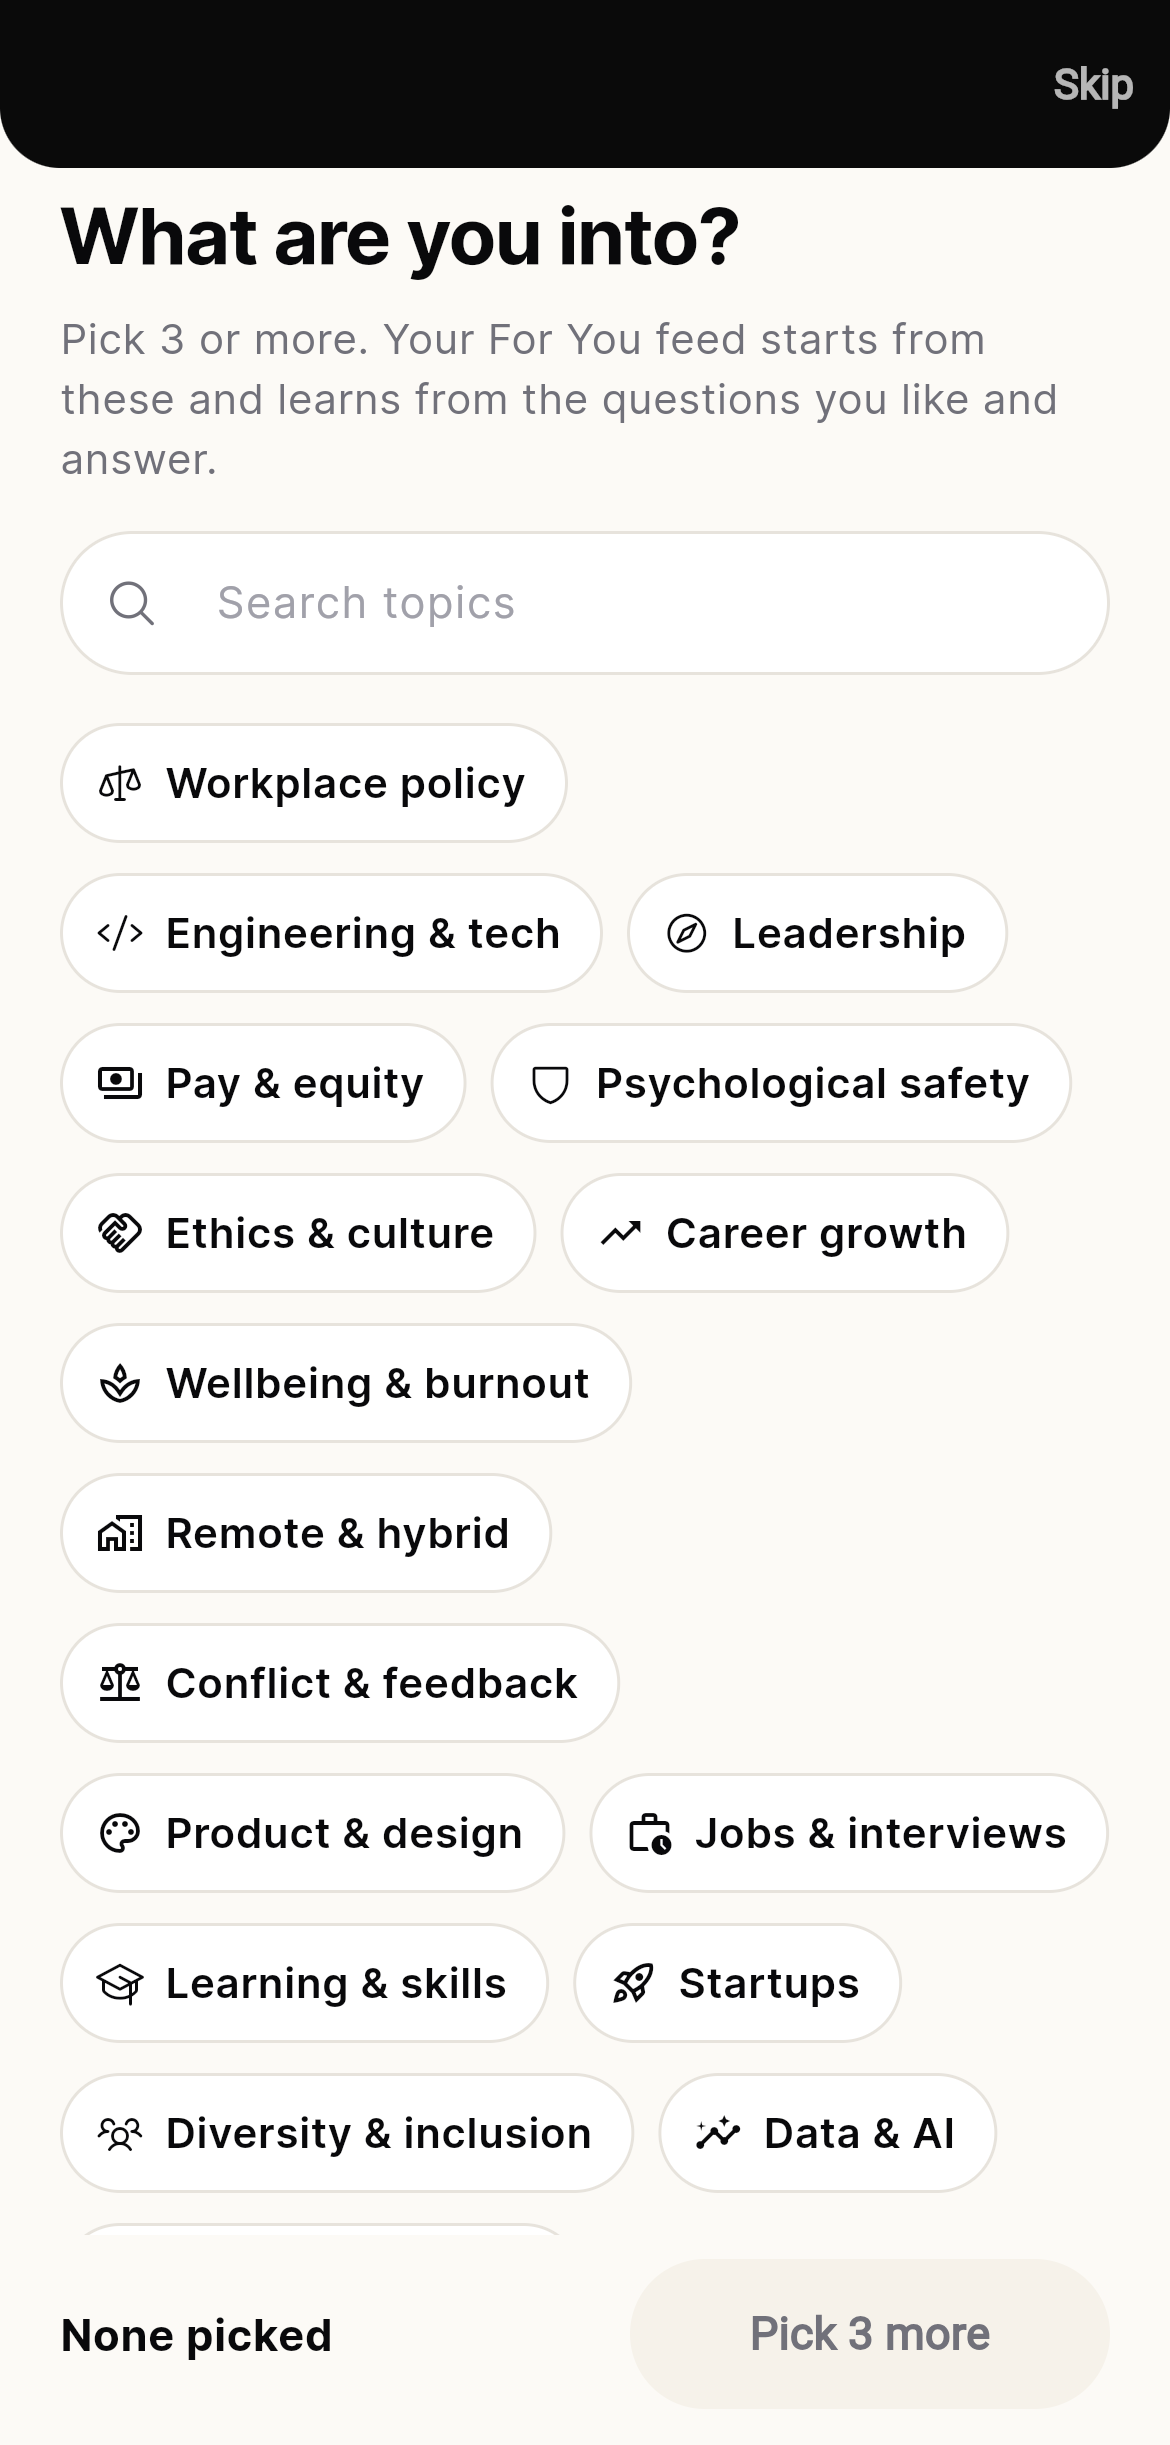 Skip
What are you into?
Pick 3 or more. Your For You feed starts from
these and learns from the questions you like and
answer.
Search topics
Workplace policy
Engineering & tech
Leadership
Pay & equity
Psychological safety
Ethics & culture
Career growth
Wellbeing & burnout
Remote & hybrid
Conflict & feedback
Product & design
Jobs & interviews
Learning & skills
Startups
Diversity & inclusion
Data & AI
None picked
Pick 3 more